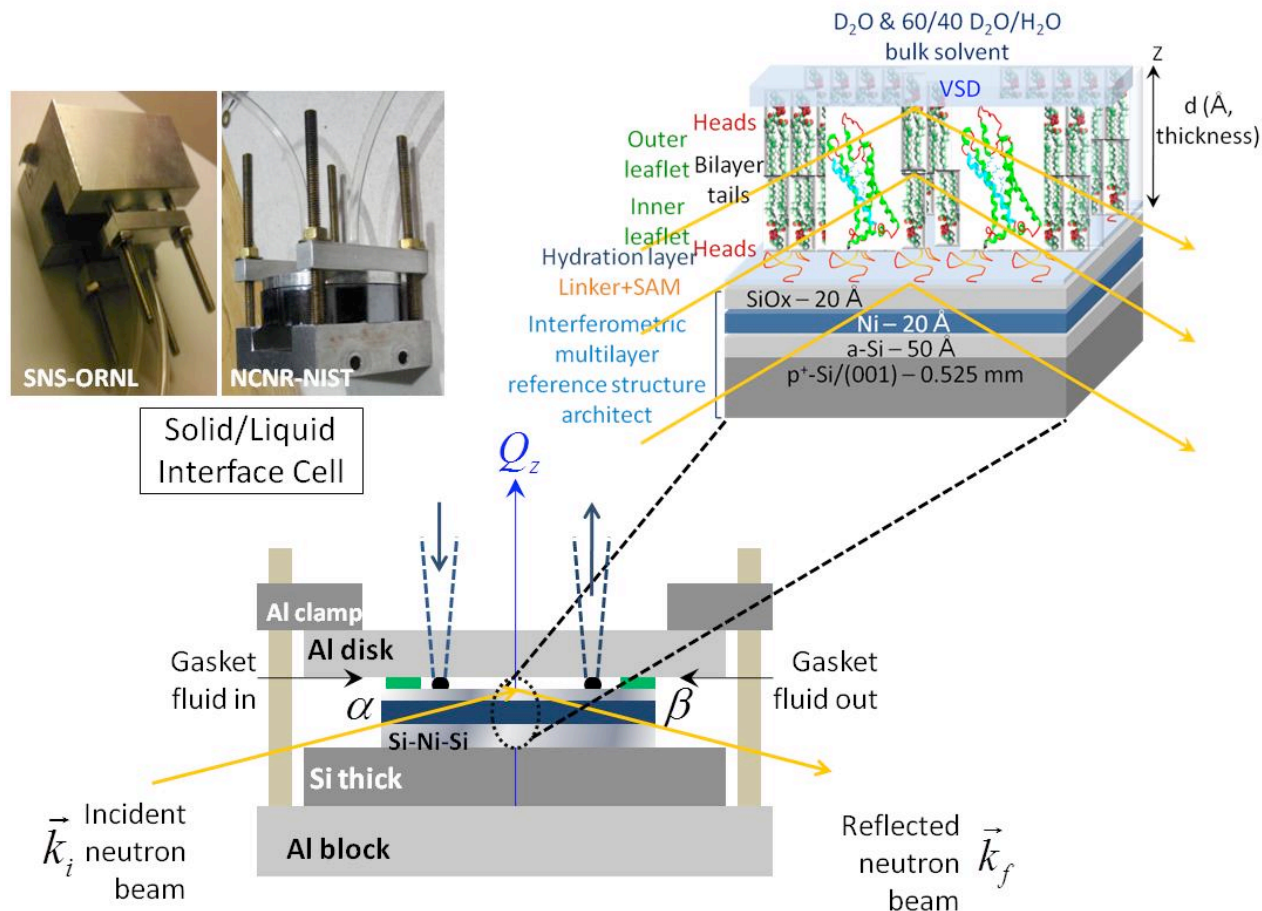 D₂O & 60/40 D₂O/H₂O
bulk solvent
z
VSD
d (Å,
thickness)
Heads
Outer
leaflet
Bilayer
tails
Inner
leaflet
Heads
Hydration layer
Linker+SAM
Interferometric
multilayer
reference structure
architect
SiOx – 20 Å
Ni – 20 Å
a-Si – 50 Å
p⁺-Si/(001) – 0.525 mm
SNS-ORNL
NCNR-NIST
Solid/Liquid
Interface Cell
Q_z
Al clamp
Al disk
Gasket
fluid in
Gasket
fluid out
α
β
Si-Ni-Si
Si thick
Al block
k⃗_i
Incident
neutron
beam
Reflected
neutron
beam
k⃗_f